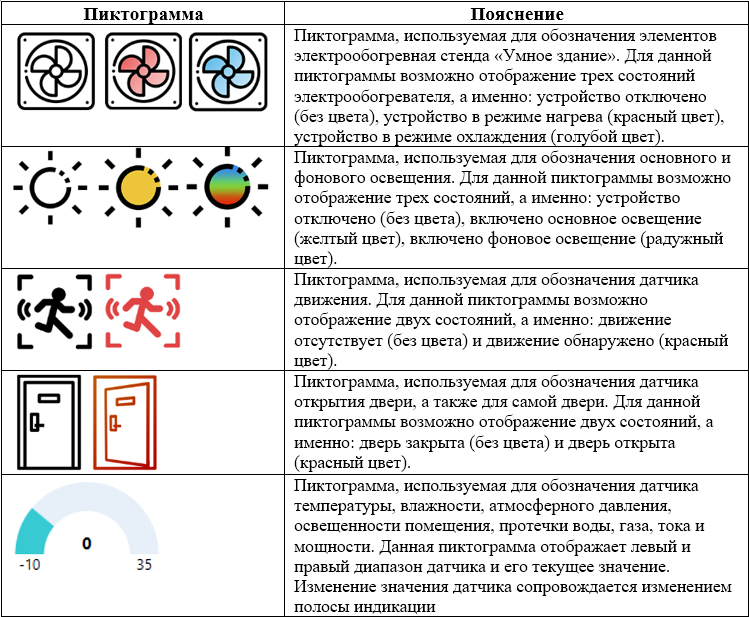 Пиктограмма
Пояснение
Пиктограмма, используемая для обозначения элементов
электрообогревная стенда «Умное здание». Для данной
пиктограммы возможно отображение трех состояний
электрообогревателя, а именно: устройство отключено
(без цвета), устройство в режиме нагрева (красный цвет),
устройство в режиме охлаждения (голубой цвет).
Пиктограмма, используемая для обозначения основного и
фонового освещения. Для данной пиктограммы возможно
отображение трех состояний, а именно: устройство
отключено (без цвета), включено основное освещение
(желтый цвет), включено фоновое освещение (радужный
цвет).
Пиктограмма, используемая для обозначения датчика
движения. Для данной пиктограммы возможно
отображение двух состояний, а именно: движение
отсутствует (без цвета) и движение обнаружено (красный
цвет).
Пиктограмма, используемая для обозначения датчика
открытия двери, а также для самой двери. Для данной
пиктограммы возможно отображение двух состояний, а
именно: дверь закрыта (без цвета) и дверь открыта
(красный цвет).
0
-10
35
Пиктограмма, используемая для обозначения датчика
температуры, влажности, атмосферного давления,
освещенности помещения, протечки воды, газа, тока и
мощности. Данная пиктограмма отображает левый и
правый диапазон датчика и его текущее значение.
Изменение значения датчика сопровождается изменением
полосы индикации